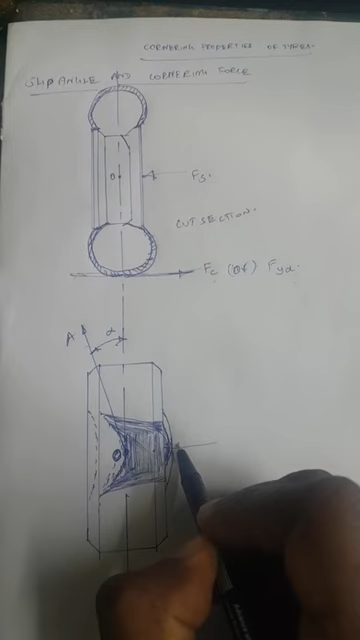 CORNERING PROPERTIES OF TYRES.
SLIP ANGLE AND CORNERING FORCE
O
Fs.
CUT SECTION.
Fc (OR) Fyα.
A
α
O